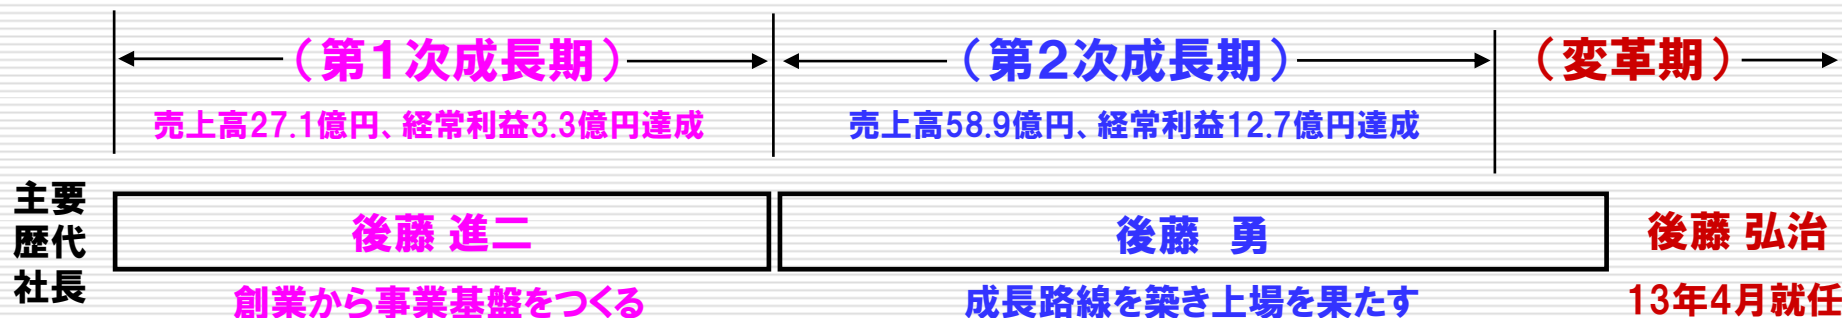 (第1次成長期)
(第2次成長期)
(変革期)
売上高27.1億円、経常利益3.3億円達成
売上高58.9億円、経常利益12.7億円達成
主要
歴代
社長
後藤 進二
後藤 勇
後藤 弘治
創業から事業基盤をつくる
成長路線を築き上場を果たす
13年4月就任